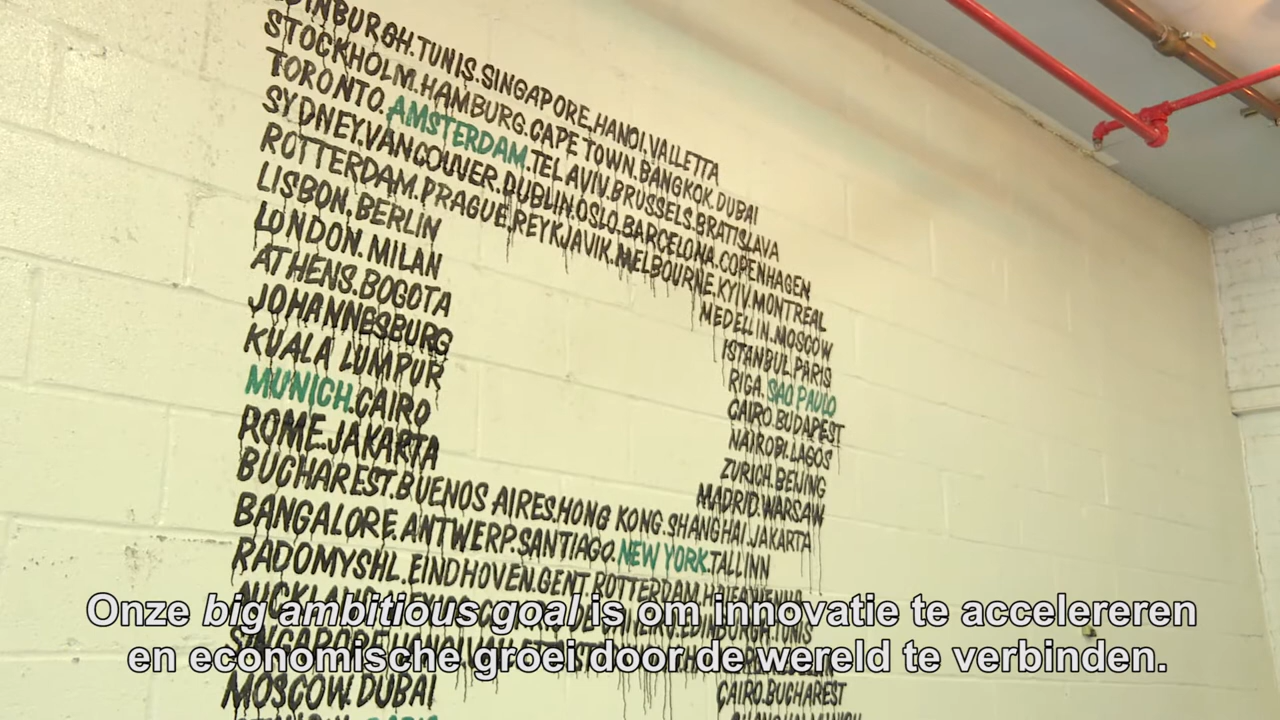 EDINBURGH.TUNIS.SINGAPORE.HANOI.VALLETTA
STOCKHOLM.HAMBURG.CAPE TOWN.BANGKOK.DUBAI
TORONTO.AMSTERDAM.TEL AVIV.BRUSSELS.BRATISLAVA
SYDNEY.VANCOUVER.DUBLIN.OSLO.BARCELONA.COPENHAGEN
ROTTERDAM.PRAGUE.REYKJAVIK.MELBOURNE.KYIV.MONTREAL
LISBON.BERLIN
MEDELLIN.MOSCOW
LONDON.MILAN
ISTANBUL.PARIS
ATHENS.BOGOTA
RIGA.SAO PAULO
JOHANNESBURG
CAIRO.BUDAPEST
KUALA LUMPUR
NAIROBI.LAGOS
MUNICH.CAIRO
ZURICH.BEIJING
ROME.JAKARTA
MADRID.WARSAW
BUCHAREST.BUENOS AIRES.HONG KONG.SHANGHAI.JAKARTA
BANGALORE.ANTWERP.SANTIAGO.NEW YORK.TALLINN
RADOMYSHL.EINDHOVEN.GENT ROTTERDAM
EDINBURGH.TUNIS
SINGAPORE
MOSCOW.DUBAI
CAIRO.BUCHAREST
Onze big ambitious goal is om innovatie te accelereren
en economische groei door de wereld te verbinden.